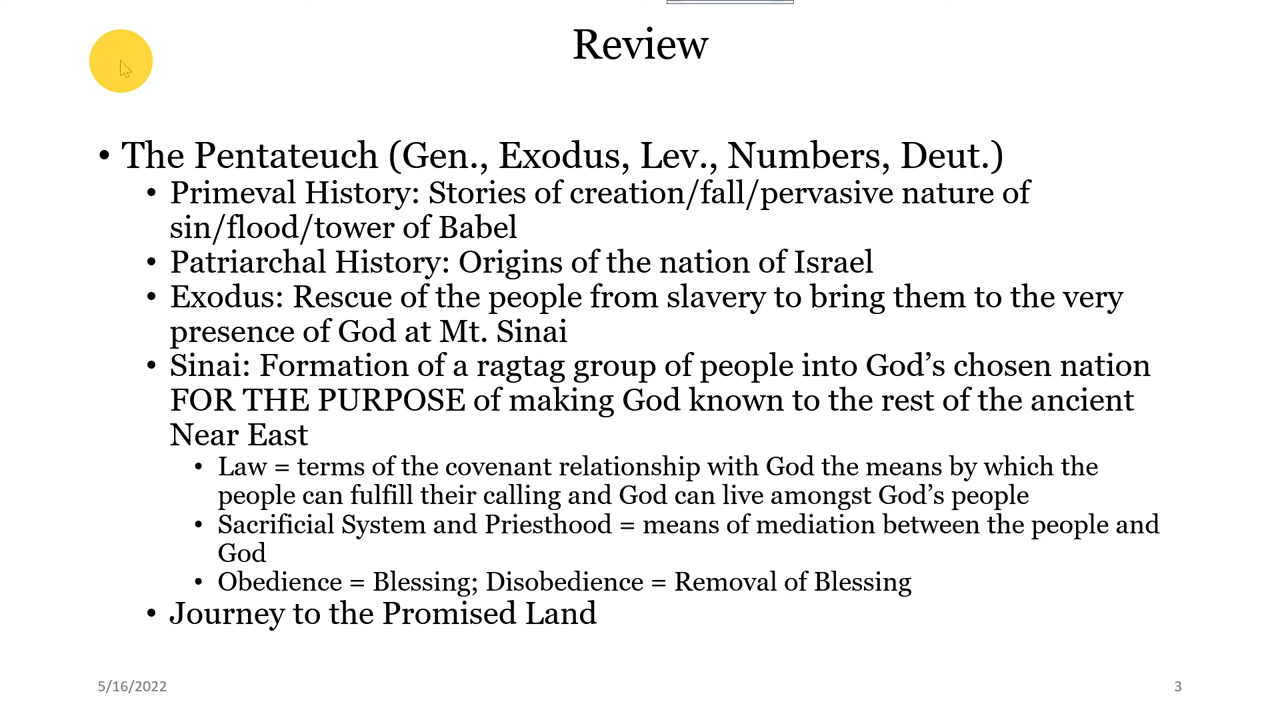 Review
• The Pentateuch (Gen., Exodus, Lev., Numbers, Deut.)
• Primeval History: Stories of creation/fall/pervasive nature of
sin/flood/tower of Babel
• Patriarchal History: Origins of the nation of Israel
• Exodus: Rescue of the people from slavery to bring them to the very
presence of God at Mt. Sinai
• Sinai: Formation of a ragtag group of people into God’s chosen nation
FOR THE PURPOSE of making God known to the rest of the ancient
Near East
• Law = terms of the covenant relationship with God the means by which the
people can fulfill their calling and God can live amongst God’s people
• Sacrificial System and Priesthood = means of mediation between the people and
God
• Obedience = Blessing; Disobedience = Removal of Blessing
• Journey to the Promised Land
5/16/2022
3